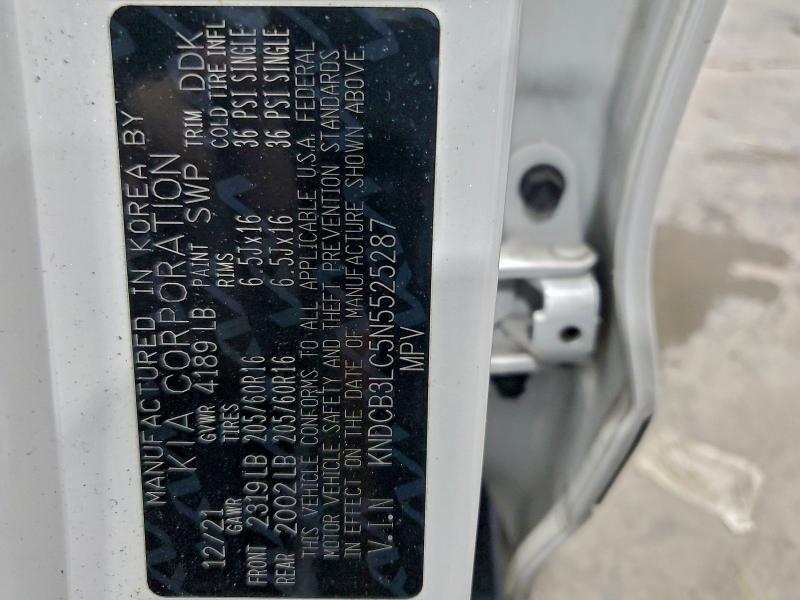 MANUFACTURED IN KOREA BY
KIA CORPORATION
12/21 GVWR 4189 LB PAINT SWP TRIM DDK
GAWR TIRES RIMS COLD TIRE INFL
FRONT 2319 LB 205/60R16 6.5Jx16 36 PSI SINGLE
REAR 2002 LB 205/60R16 6.5Jx16 36 PSI SINGLE
THIS VEHICLE CONFORMS TO ALL APPLICABLE U.S.A. FEDERAL
MOTOR VEHICLE SAFETY AND THEFT PREVENTION STANDARDS
IN EFFECT ON THE DATE OF MANUFACTURE SHOWN ABOVE.
V.I.N KNDCB3LC5N5525287
MPV